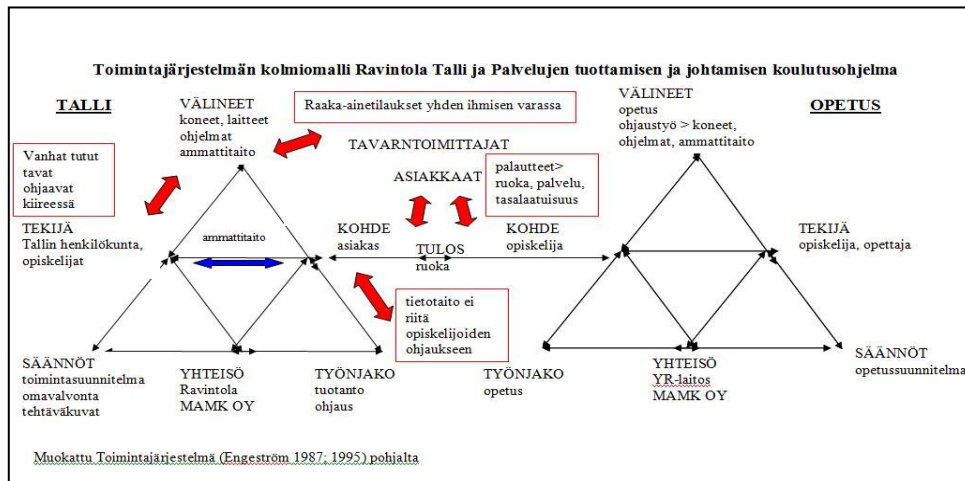 Toimintajärjestelmän kolmiomalli Ravintola Talli ja Palvelujen tuottamisen ja johtamisen koulutusohjelma
TALLI
VÄLINEET
koneet, laitteet
ohjelmat
ammattitaito
Raaka-ainetilaukset yhden ihmisen varassa
VÄLINEET
opetus
ohjaustyö > koneet,
ohjelmat, ammattitaito
OPETUS
Vanhat tutut
tavat
ohjaavat
kiireessä
TAVARNTOIMITTAJAT
ASIAKKAAT
palautteet>
ruoka, palvelu,
tasalaatuisuus
TEKIJÄ
Tallin henkilökunta,
opiskelijat
ammattitaito
KOHDE
asiakas
TULOS
ruoka
KOHDE
opiskelija
TEKIJÄ
opiskelija, opettaja
tietotaito ei
riitä
opiskelijoiden
ohjaukseen
SÄÄNNÖT
toimintasuunnitelma
omavalvonta
tehtäväkuvat
YHTEISÖ
Ravintola
MAMK OY
TYÖNJAKO
tuotanto
ohjaus
TYÖNJAKO
opetus
YHTEISÖ
YR-laitos
MAMK OY
SÄÄNNÖT
opetussuunnitelma
Muokattu Toimintajärjestelmä (Engeström 1987; 1995) pohjalta